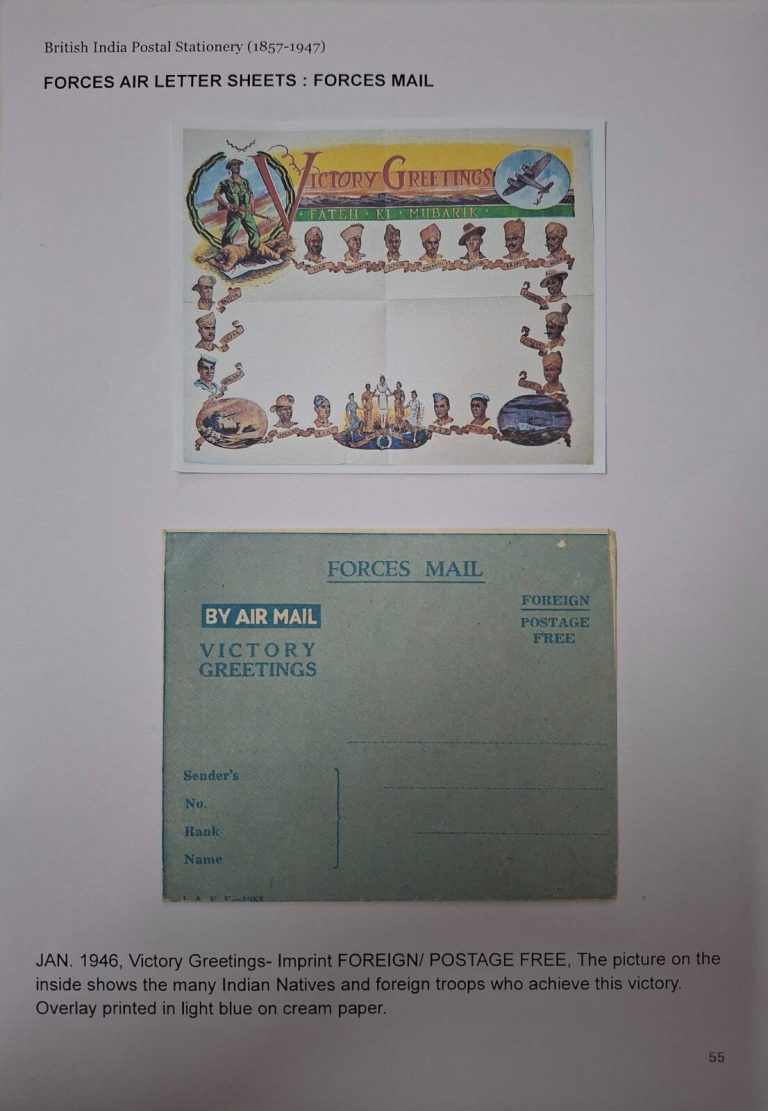 British India Postal Stationery (1857-1947)
FORCES AIR LETTER SHEETS : FORCES MAIL
VICTORY GREETINGS
FATEH · KI · MUBARIK ·
FORCES MAIL
BY AIR MAIL
FOREIGN
POSTAGE
FREE
VICTORY
GREETINGS
Sender's
No.
Rank
Name
JAN. 1946, Victory Greetings- Imprint FOREIGN/ POSTAGE FREE, The picture on the
inside shows the many Indian Natives and foreign troops who achieve this victory.
Overlay printed in light blue on cream paper.
55